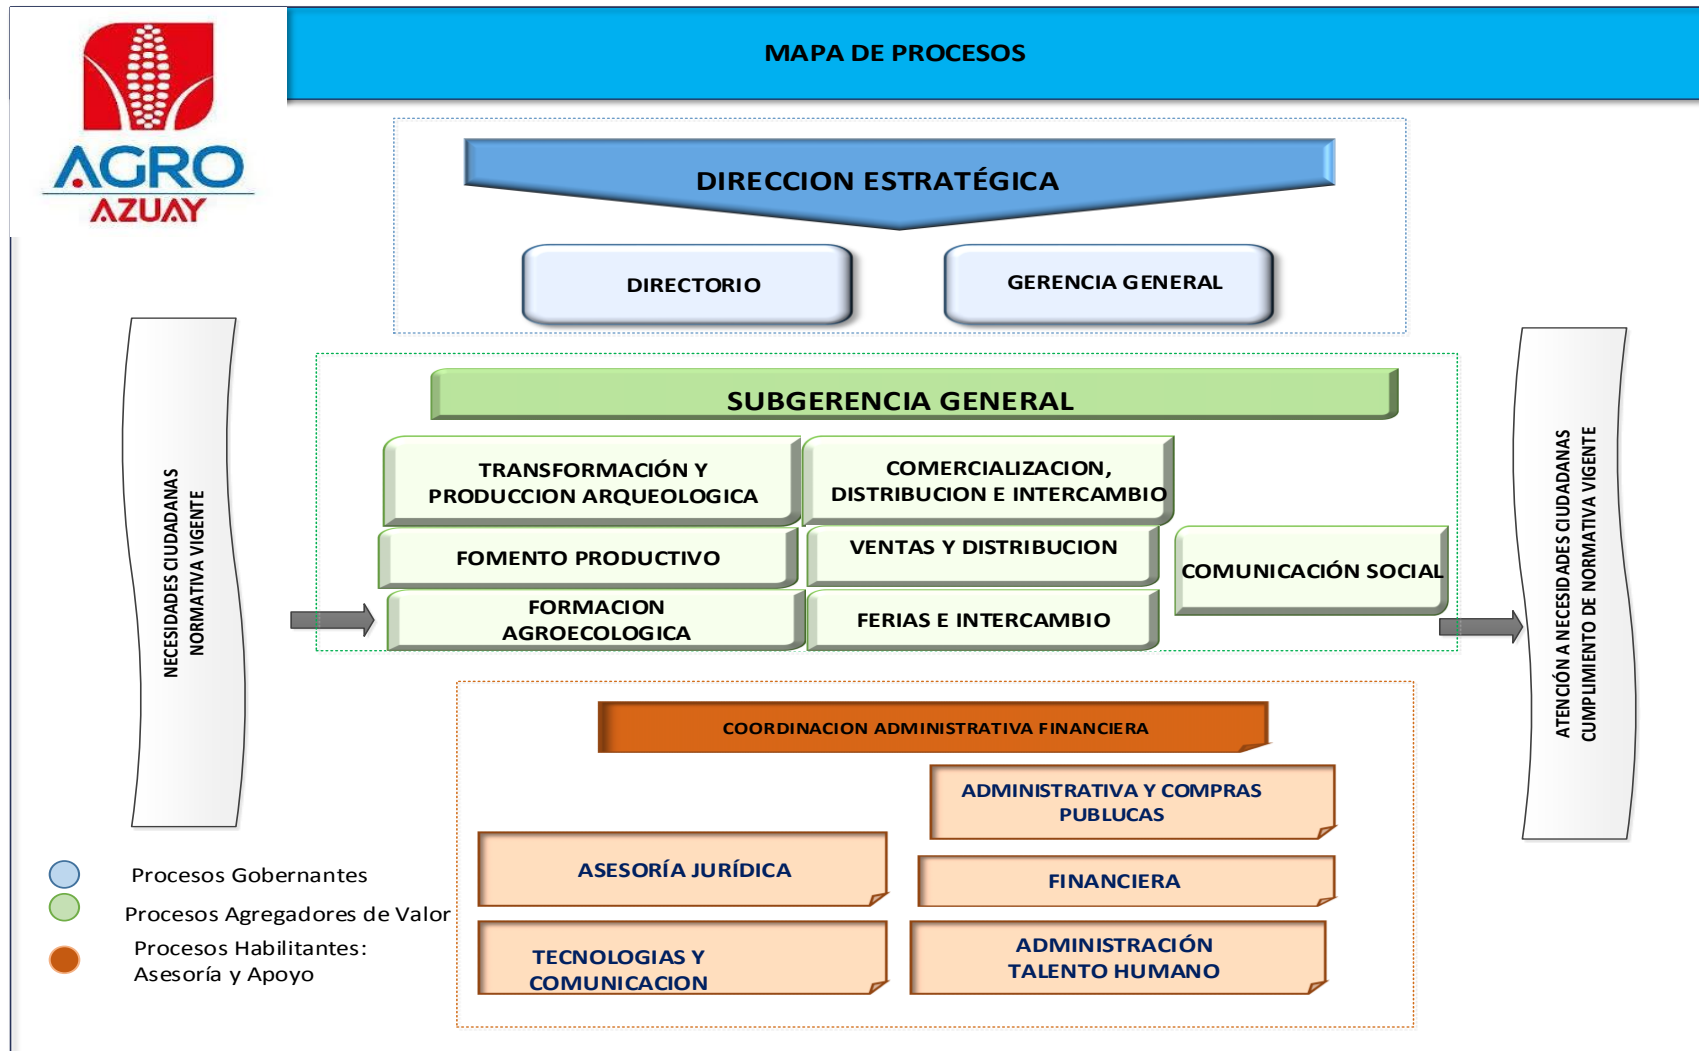 AGRO
AZUAY
MAPA DE PROCESOS
DIRECCION ESTRATÉGICA
DIRECTORIO
GERENCIA GENERAL
NECESIDADES CIUDADANAS
NORMATIVA VIGENTE
SUBGERENCIA GENERAL
TRANSFORMACIÓN Y
PRODUCCION ARQUEOLOGICA
COMERCIALIZACION,
DISTRIBUCION E INTERCAMBIO
FOMENTO PRODUCTIVO
VENTAS Y DISTRIBUCION
COMUNICACIÓN SOCIAL
FORMACION
AGROECOLOGICA
FERIAS E INTERCAMBIO
ATENCIÓN A NECESIDADES CIUDADANAS
CUMPLIMIENTO DE NORMATIVA VIGENTE
COORDINACION ADMINISTRATIVA FINANCIERA
ADMINISTRATIVA Y COMPRAS
PUBLUCAS
ASESORÍA JURÍDICA
FINANCIERA
TECNOLOGIAS Y
COMUNICACION
ADMINISTRACIÓN
TALENTO HUMANO
Procesos Gobernantes
Procesos Agregadores de Valor
Procesos Habilitantes:
Asesoría y Apoyo